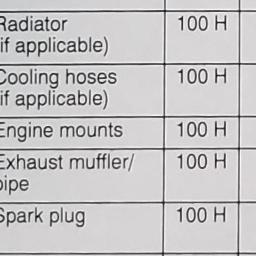 Radiator 100 H
(if applicable)
Cooling hoses 100 H
(if applicable)
Engine mounts 100 H
Exhaust muffler/ 100 H
pipe
Spark plug 100 H